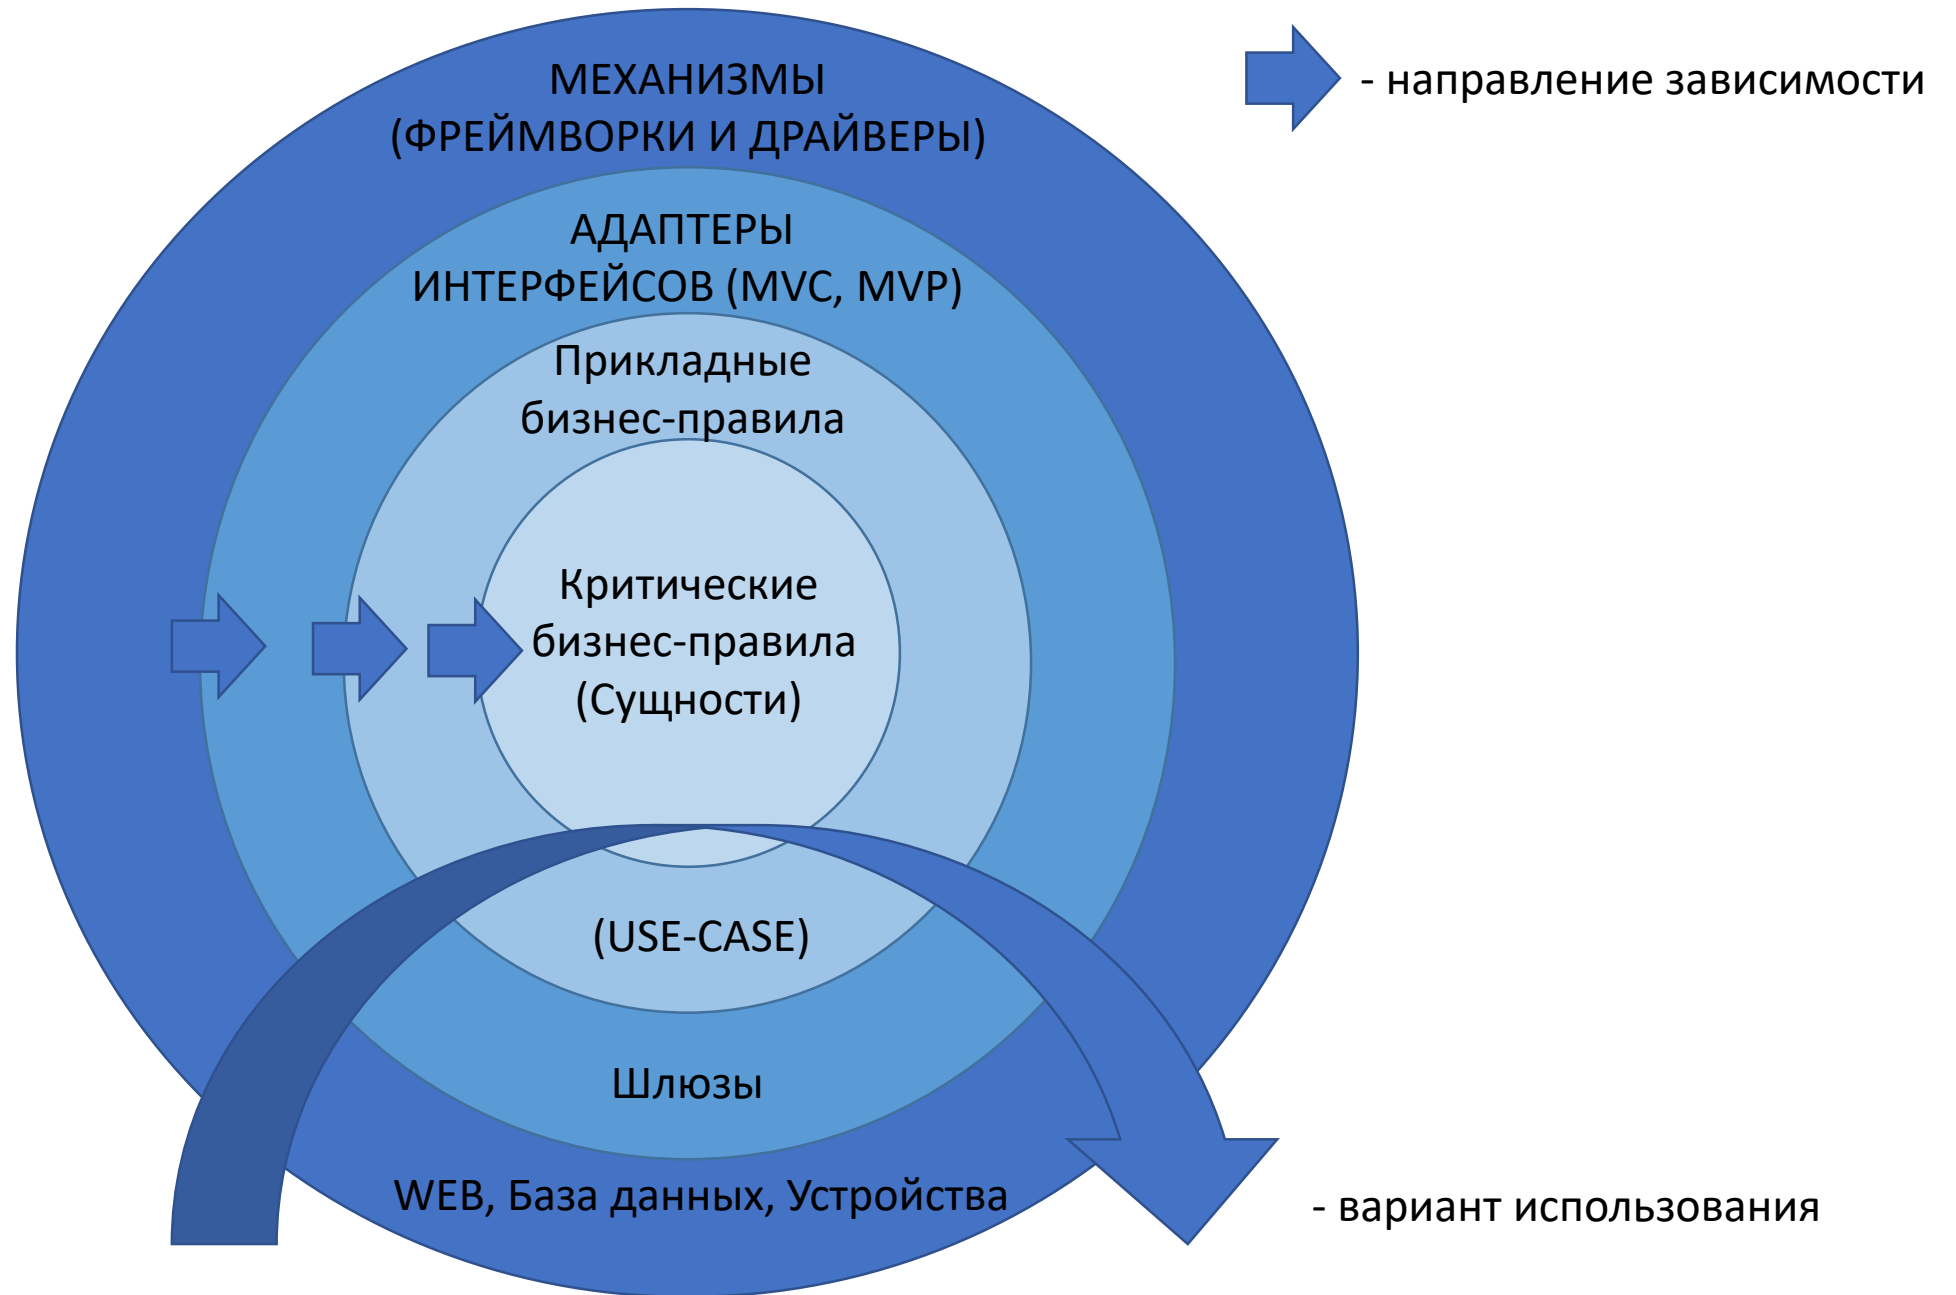 МЕХАНИЗМЫ
(ФРЕЙМВОРКИ И ДРАЙВЕРЫ)
- направление зависимости
АДАПТЕРЫ
ИНТЕРФЕЙСОВ (MVC, MVP)
Прикладные
бизнес-правила
Критические
бизнес-правила
(Сущности)
(USE-CASE)
Шлюзы
WEB, База данных, Устройства
- вариант использования